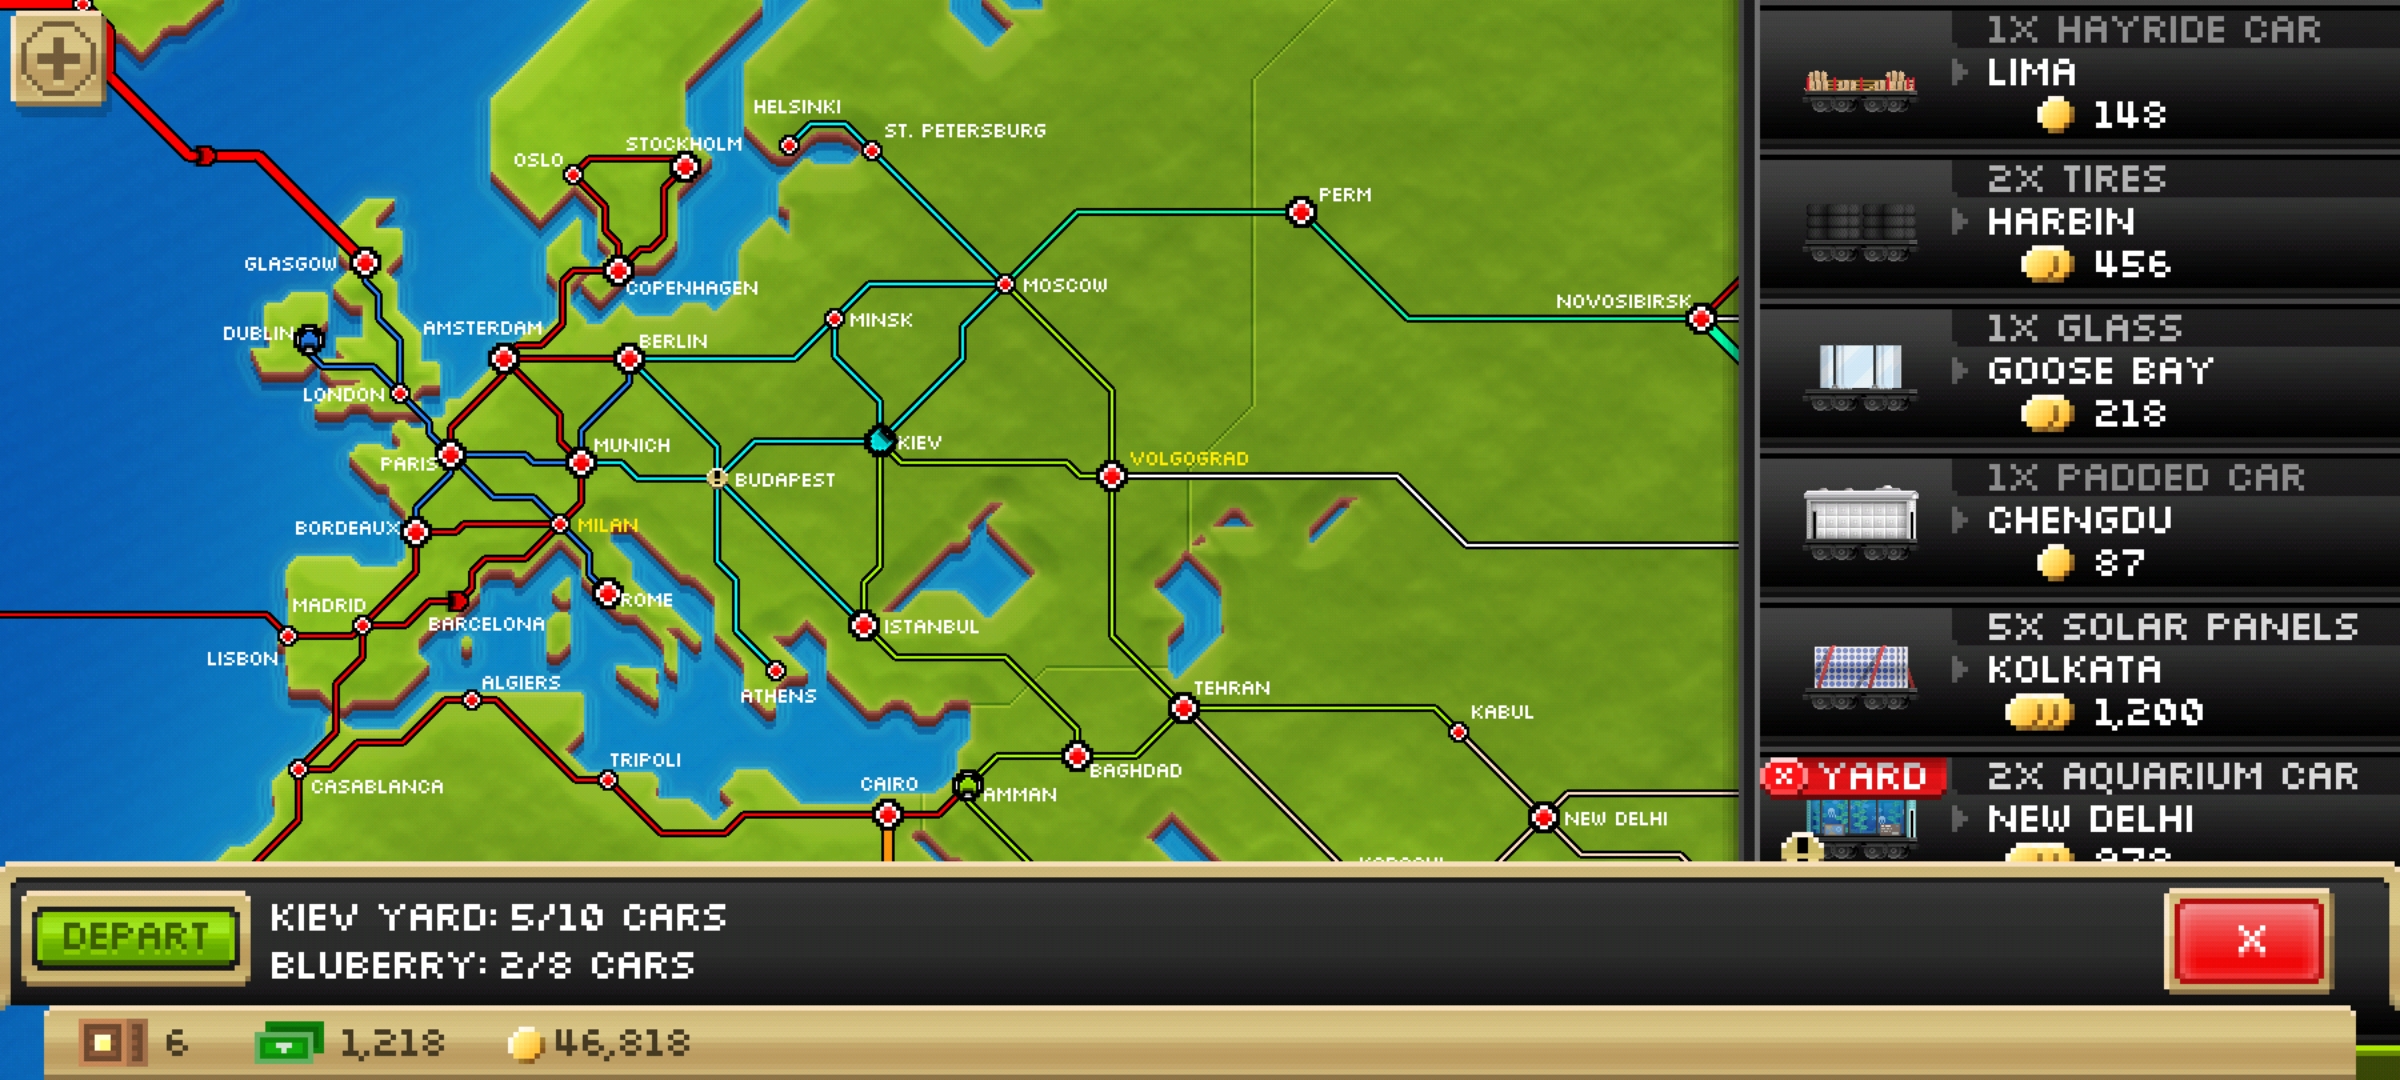 HELSINKI
ST. PETERSBURG
STOCKHOLM
OSLO
PERM
GLASGOW
COPENHAGEN
MOSCOW
NOVOSIBIRSK
DUBLIN
AMSTERDAM
BERLIN
MINSK
LONDON
PARIS
MUNICH
KIEV
VOLGOGRAD
BUDAPEST
BORDEAUX
MILAN
MADRID
ROME
BARCELONA
ISTANBUL
LISBON
ALGIERS
ATHENS
TEHRAN
KABUL
TRIPOLI
CASABLANCA
CAIRO
BAGHDAD
AMMAN
NEW DELHI
1X HAYRIDE CAR
LIMA
148
2X TIRES
HARBIN
456
1X GLASS
GOOSE BAY
218
1X PADDED CAR
CHENGDU
87
5X SOLAR PANELS
KOLKATA
1,200
X YARD
2X AQUARIUM CAR
NEW DELHI
DEPART
KIEV YARD: 5/10 CARS
BLUBERRY: 2/8 CARS
X
6
1,218
46,818